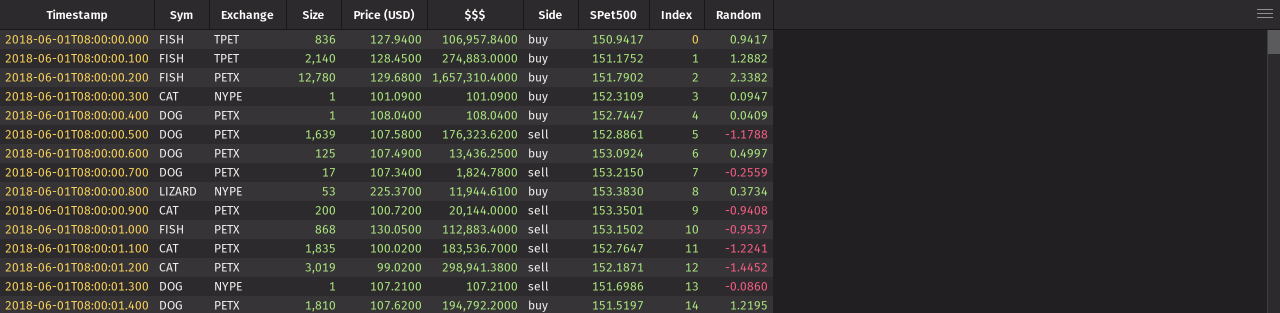 Timestamp Sym Exchange Size Price (USD) $$$ Side SPet500 Index Random
2018-06-01T08:00:00.000 FISH TPET 836 127.9400 106,957.8400 buy 150.9417 0 0.9417
2018-06-01T08:00:00.100 FISH TPET 2,140 128.4500 274,883.0000 buy 151.1752 1 1.2882
2018-06-01T08:00:00.200 FISH PETX 12,780 129.6800 1,657,310.4000 buy 151.7902 2 2.3382
2018-06-01T08:00:00.300 CAT NYPE 1 101.0900 101.0900 buy 152.3109 3 0.0947
2018-06-01T08:00:00.400 DOG PETX 1 108.0400 108.0400 buy 152.7447 4 0.0409
2018-06-01T08:00:00.500 DOG PETX 1,639 107.5800 176,323.6200 sell 152.8861 5 -1.1788
2018-06-01T08:00:00.600 DOG PETX 125 107.4900 13,436.2500 buy 153.0924 6 0.4997
2018-06-01T08:00:00.700 DOG PETX 17 107.3400 1,824.7800 sell 153.2150 7 -0.2559
2018-06-01T08:00:00.800 LIZARD NYPE 53 225.3700 11,944.6100 buy 153.3830 8 0.3734
2018-06-01T08:00:00.900 CAT PETX 200 100.7200 20,144.0000 sell 153.3501 9 -0.9408
2018-06-01T08:00:01.000 FISH PETX 868 130.0500 112,883.4000 sell 153.1502 10 -0.9537
2018-06-01T08:00:01.100 CAT PETX 1,835 100.0200 183,536.7000 sell 152.7647 11 -1.2241
2018-06-01T08:00:01.200 CAT PETX 3,019 99.0200 298,941.3800 sell 152.1871 12 -1.4452
2018-06-01T08:00:01.300 DOG NYPE 1 107.2100 107.2100 sell 151.6986 13 -0.0860
2018-06-01T08:00:01.400 DOG PETX 1,810 107.6200 194,792.2000 buy 151.5197 14 1.2195